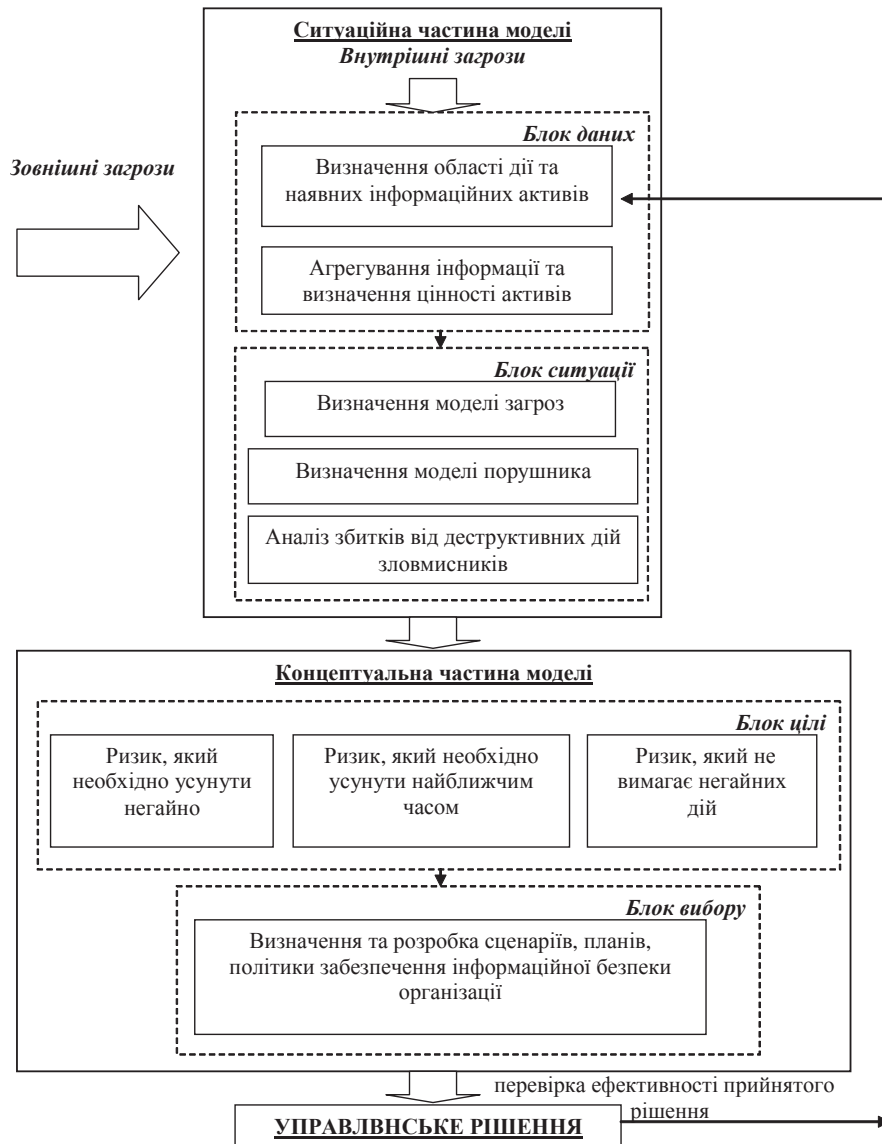 Ситуаційна частина моделі
Внутрішні загрози
Блок даних
Зовнішні загрози
Визначення області дії та
наявних інформаційних активів
Агрегування інформації та
визначення цінності активів
Блок ситуації
Визначення моделі загроз
Визначення моделі порушника
Аналіз збитків від деструктивних дій
зловмисників
Концептуальна частина моделі
Блок цілі
Ризик, який
необхідно усунути
негайно
Ризик, який необхідно
усунути найближчим
часом
Ризик, який не
вимагає негайних
дій
Блок вибору
Визначення та розробка сценаріїв, планів,
політики забезпечення інформаційної безпеки
організації
перевірка ефективності прийнятого
рішення
УПРАВЛВНСЬКЕ РІШЕННЯ